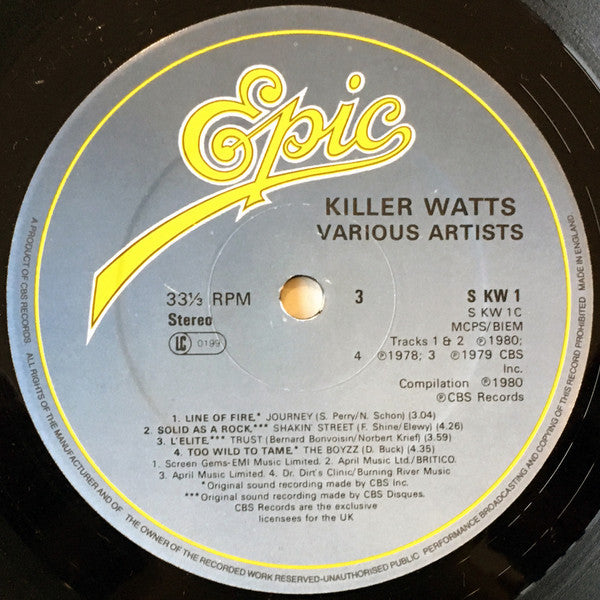 Epic
KILLER WATTS
VARIOUS ARTISTS
33⅓ RPM
Stereo
LC 0199
3
S KW 1
S KW 1C
MCPS/BIEM
Tracks 1 & 2 ℗1980;
4 ℗1978; 3 ℗1979 CBS
Inc.
Compilation ℗1980
℗CBS Records
1. LINE OF FIRE,* JOURNEY (S. Perry/N. Schon) (3.04)
2. SOLID AS A ROCK,*** SHAKIN' STREET (F. Shine/Elewy) (4.26)
3. L'ELITE,*** TRUST (Bernard Bonvoisin/Norbert Krief) (3.59)
4. TOO WILD TO TAME,* THE BOYZZ (D. Buck) (4.35)
1. Screen Gems-EMI Music Limited. 2. April Music Ltd./BRITICO.
3. April Music Limited. 4. Dr. Dirt's Clinic/Burning River Music
*Original sound recording made by CBS Inc.
***Original sound recording made by CBS Disques.
CBS Records are the exclusive
licensees for the UK
A PRODUCT OF CBS RECORDS ALL RIGHTS OF THE MANUFACTURER AND OF THE OWNER OF THE RECORDED WORK RESERVED-UNAUTHORISED PUBLIC PERFORMANCE BROADCASTING AND COPYING OF THIS RECORD PROHIBITED MADE IN ENGLAND